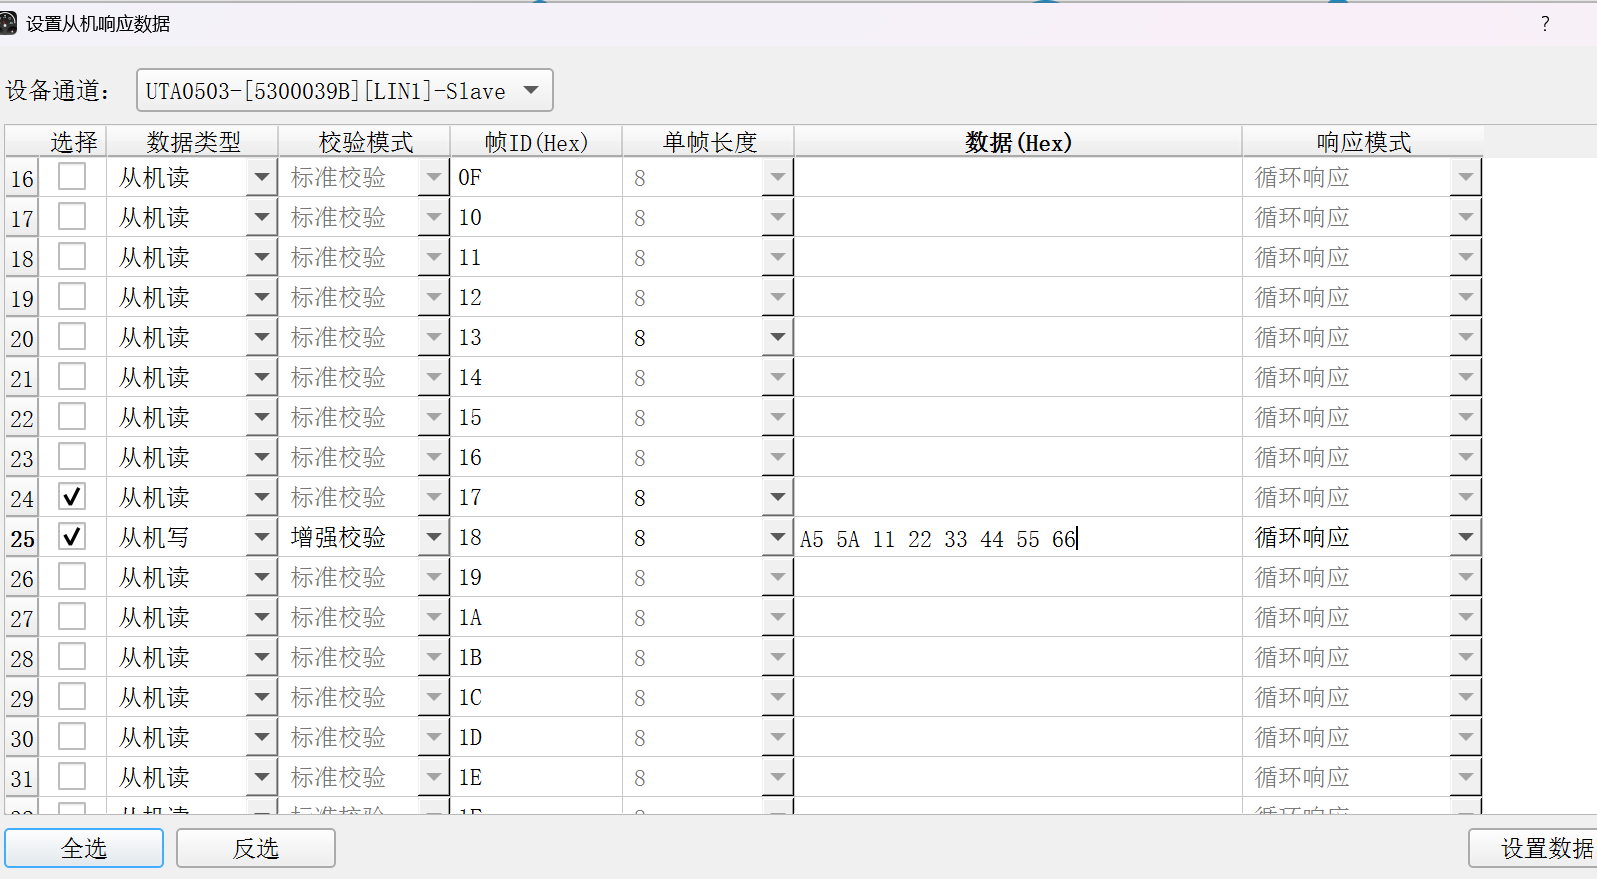 设置从机响应数据 ?
设备通道： UTA0503-[5300039B][LIN1]-Slave
选择 数据类型 校验模式 帧ID(Hex) 单帧长度 数据(Hex) 响应模式
16 从机读 标准校验 0F 8 循环响应
17 从机读 标准校验 10 8 循环响应
18 从机读 标准校验 11 8 循环响应
19 从机读 标准校验 12 8 循环响应
20 从机读 标准校验 13 8 循环响应
21 从机读 标准校验 14 8 循环响应
22 从机读 标准校验 15 8 循环响应
23 从机读 标准校验 16 8 循环响应
24 从机读 标准校验 17 8 循环响应
25 从机写 增强校验 18 8 A5 5A 11 22 33 44 55 66 循环响应
26 从机读 标准校验 19 8 循环响应
27 从机读 标准校验 1A 8 循环响应
28 从机读 标准校验 1B 8 循环响应
29 从机读 标准校验 1C 8 循环响应
30 从机读 标准校验 1D 8 循环响应
31 从机读 标准校验 1E 8 循环响应
全选 反选 设置数据